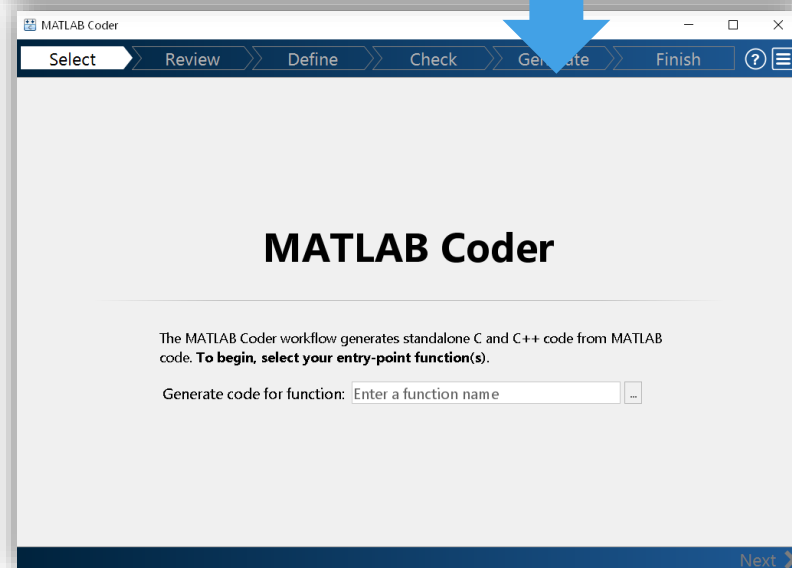 MATLAB Coder
Select Review Define Check Finish
MATLAB Coder
The MATLAB Coder workflow generates standalone C and C++ code from MATLAB
code. To begin, select your entry-point function(s).
Generate code for function: Enter a function name ...
Next